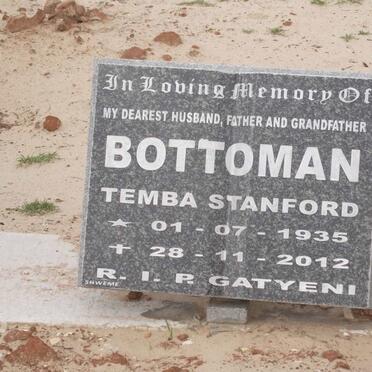 In Loving Memory Of
MY DEAREST HUSBAND, FATHER AND GRANDFATHER
BOTTOMAN
TEMBA STANFORD
01 - 07 - 1935
28 - 11 - 2012
R. I. P. GATYENI
SHWEME